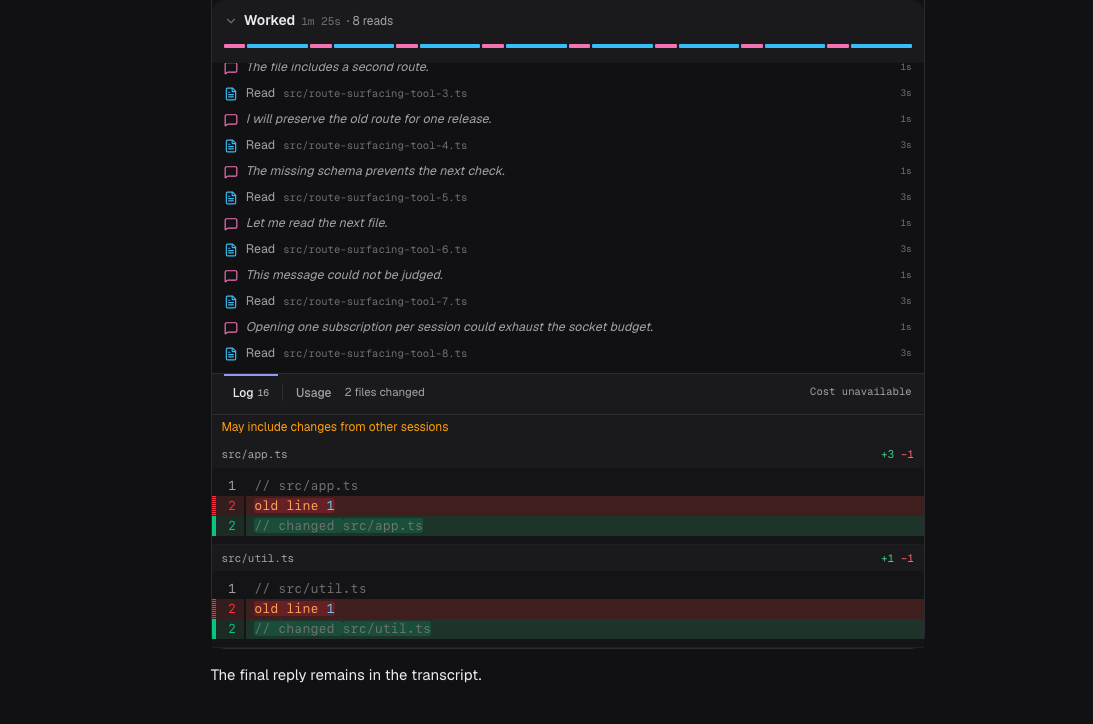 Worked 1m 25s · 8 reads
The file includes a second route. 1s
Read src/route-surfacing-tool-3.ts 3s
I will preserve the old route for one release. 1s
Read src/route-surfacing-tool-4.ts 3s
The missing schema prevents the next check. 1s
Read src/route-surfacing-tool-5.ts 3s
Let me read the next file. 1s
Read src/route-surfacing-tool-6.ts 3s
This message could not be judged. 1s
Read src/route-surfacing-tool-7.ts 3s
Opening one subscription per session could exhaust the socket budget. 1s
Read src/route-surfacing-tool-8.ts 3s
Log 16 Usage 2 files changed Cost unavailable
May include changes from other sessions
src/app.ts +3 -1
1 // src/app.ts
2 old line 1
2 // changed src/app.ts
src/util.ts +1 -1
1 // src/util.ts
2 old line 1
2 // changed src/util.ts
The final reply remains in the transcript.